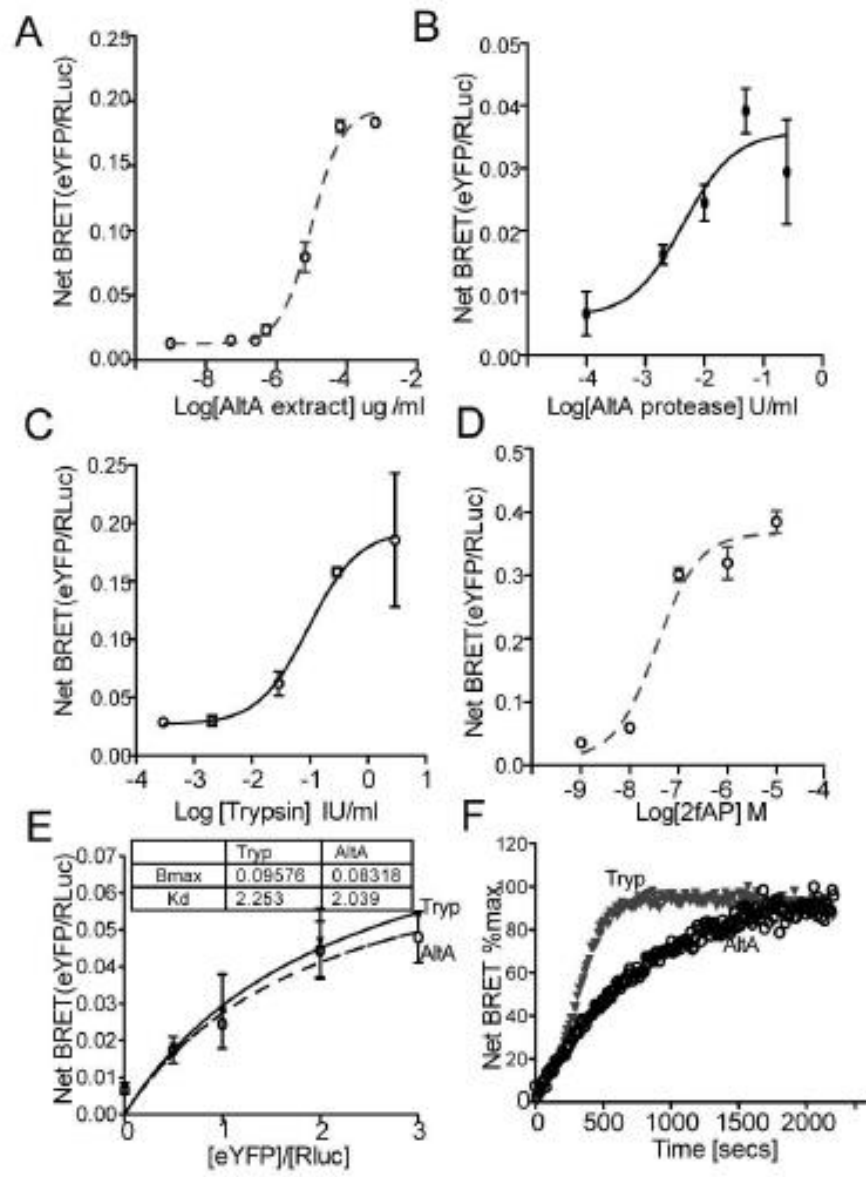 A
Net BRET(eYFP/RLuc)
0.25
0.20
0.15
0.10
0.05
0.00
-8 -6 -4 -2
Log[AltA extract] ug /ml
B
Net BRET(eYFP/RLuc)
0.05
0.04
0.03
0.02
0.01
0.00
-4 -3 -2 -1 0
Log[AltA protease] U/ml
C
Net BRET(eYFP/RLuc)
0.25
0.20
0.15
0.10
0.05
0.00
-4 -3 -2 -1 0 1
Log [Trypsin] IU/ml
D
Net BRET(eYFP/RLuc)
0.5
0.4
0.3
0.2
0.1
0.0
-9 -8 -7 -6 -5 -4
Log[2fAP] M
E
Net BRET(eYFP/RLuc)
0.07
0.06
0.05
0.04
0.03
0.02
0.01
0.00
Tryp AltA
Bmax 0.09576 0.08318
Kd 2.253 2.039
Tryp
AltA
0 1 2 3
[eYFP]/[Rluc]
F
Net BRET %max
120
100
80
60
40
20
0
Tryp
AltA
0 500 1000 1500 2000 2500
Time [secs]